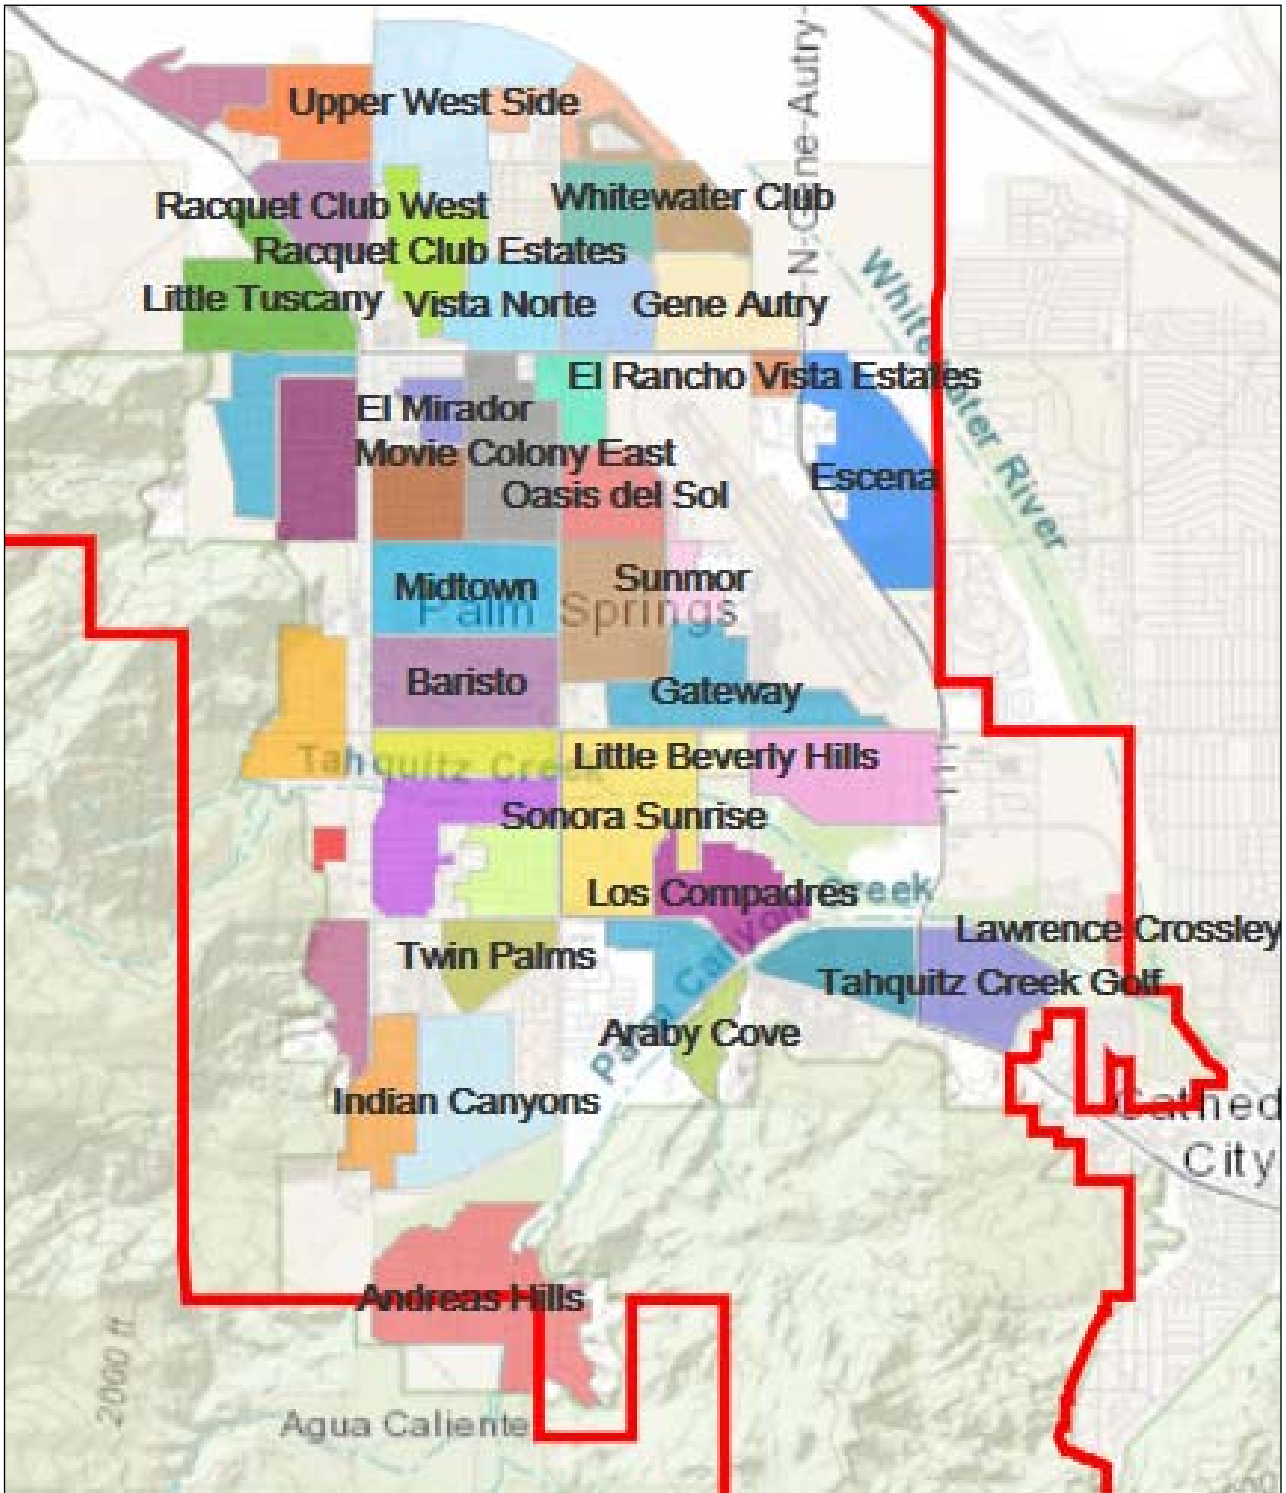 N-Gene-Autry-
Upper West Side
Racquet Club West
Whitewater Club
Racquet Club Estates
Little Tuscany
Vista Norte
Gene Autry
Whitewater River
El Rancho Vista Estates
El Mirador
Movie Colony East
Escena
Oasis del Sol
Midtown
Sunmor
Palm Springs
Baristo
Gateway
Tahquitz Creek
Little Beverly Hills
Sonora Sunrise
Los Compadres
Palm Canyon Creek
Lawrence Crossley
Twin Palms
Tahquitz Creek Golf
Araby Cove
Indian Canyons
Cathed
City
Andreas Hills
2000 ft
Agua Caliente